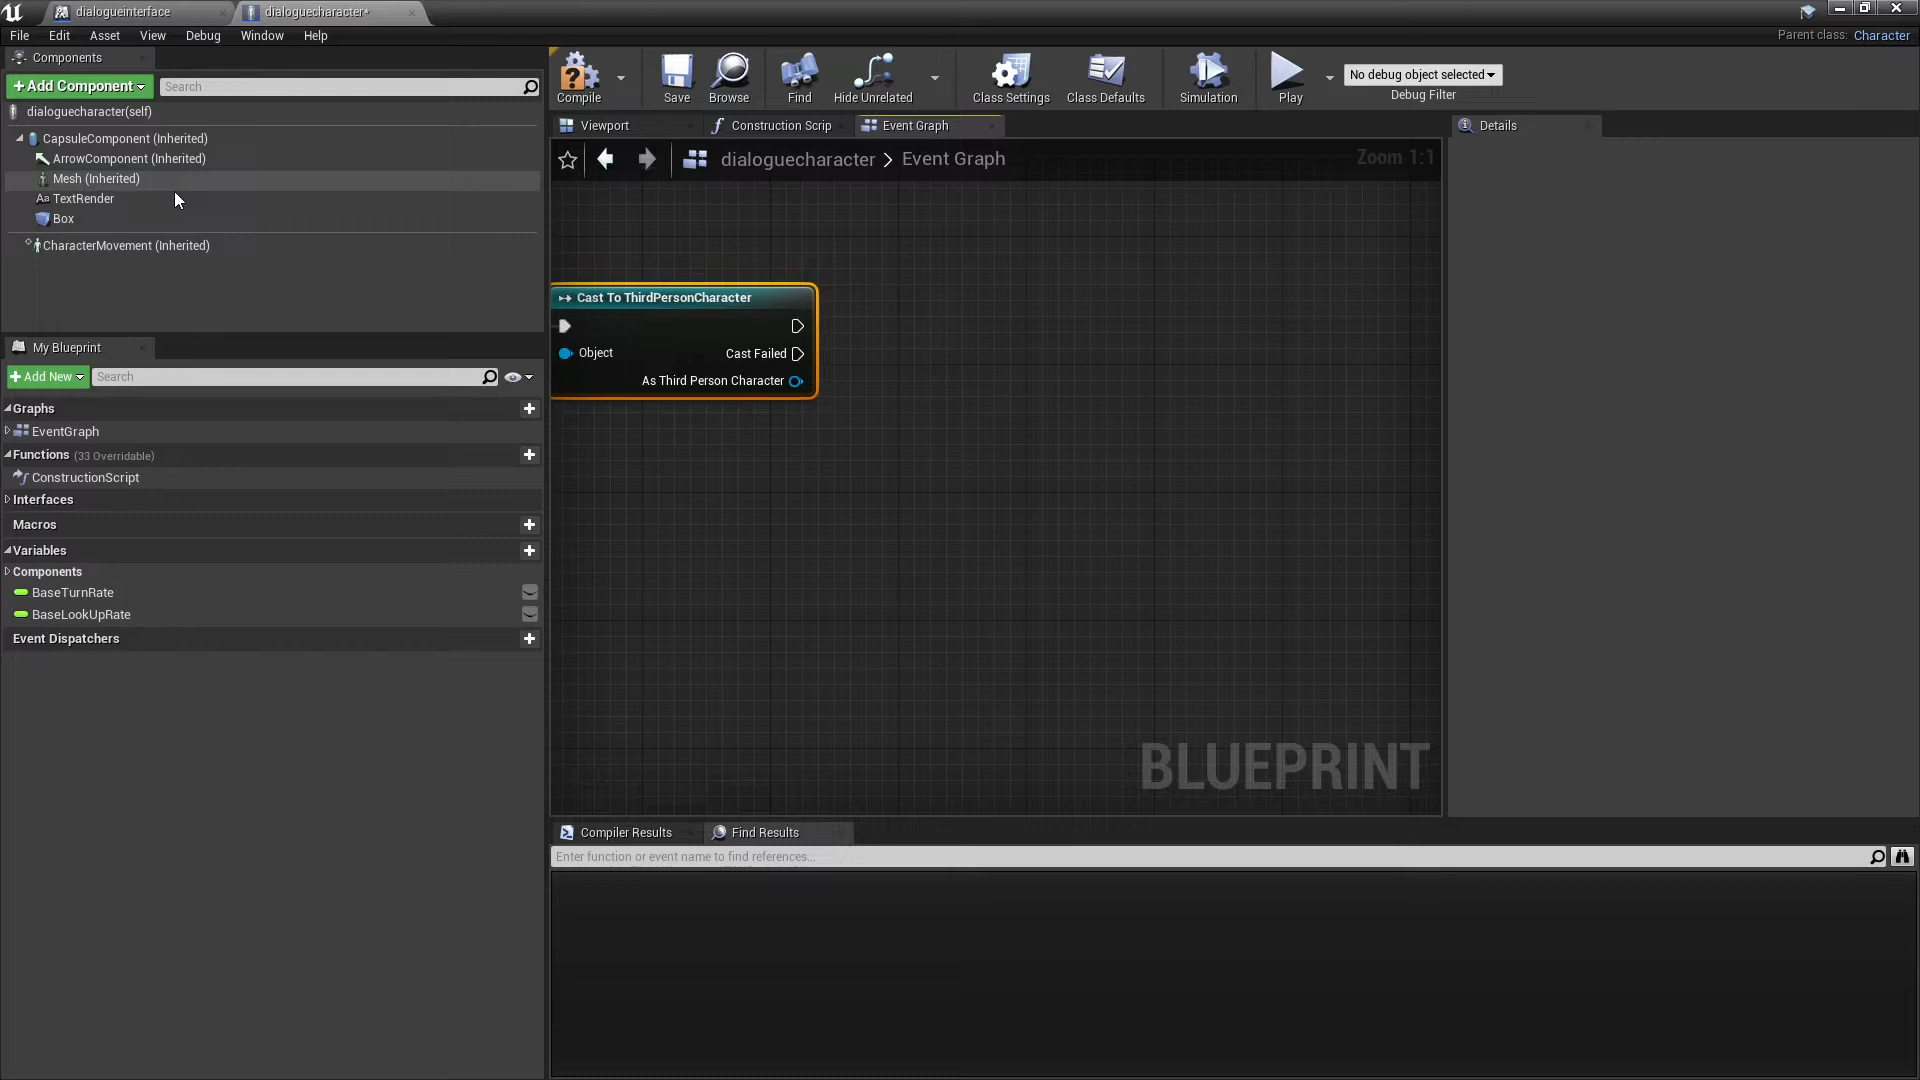 dialogueinterface
dialoguecharacter*
File Edit Asset View Debug Window Help
Parent class: Character
Components
+Add Component
Search
dialoguecharacter(self)
CapsuleComponent (Inherited)
ArrowComponent (Inherited)
Mesh (Inherited)
Aa TextRender
Box
CharacterMovement (Inherited)
Compile
Save
Browse
Find
Hide Unrelated
Class Settings
Class Defaults
Simulation
Play
No debug object selected
Debug Filter
Viewport
Construction Scrip
Event Graph
Details
dialoguecharacter > Event Graph
Zoom 1:1
Cast To ThirdPersonCharacter
Object
Cast Failed
As Third Person Character
BLUEPRINT
My Blueprint
+Add New
Search
Graphs
EventGraph
Functions (33 Overridable)
ConstructionScript
Interfaces
Macros
Variables
Components
BaseTurnRate
BaseLookUpRate
Event Dispatchers
Compiler Results
Find Results
Enter function or event name to find references...